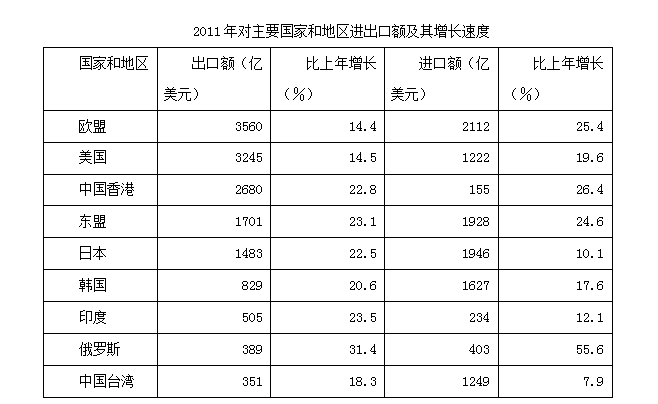 2011年对主要国家和地区进出口额及其增长速度
国家和地区 出口额（亿美元） 比上年增长（%） 进口额（亿美元） 比上年增长（%）
欧盟 3560 14.4 2112 25.4
美国 3245 14.5 1222 19.6
中国香港 2680 22.8 155 26.4
东盟 1701 23.1 1928 24.6
日本 1483 22.5 1946 10.1
韩国 829 20.6 1627 17.6
印度 505 23.5 234 12.1
俄罗斯 389 31.4 403 55.6
中国台湾 351 18.3 1249 7.9